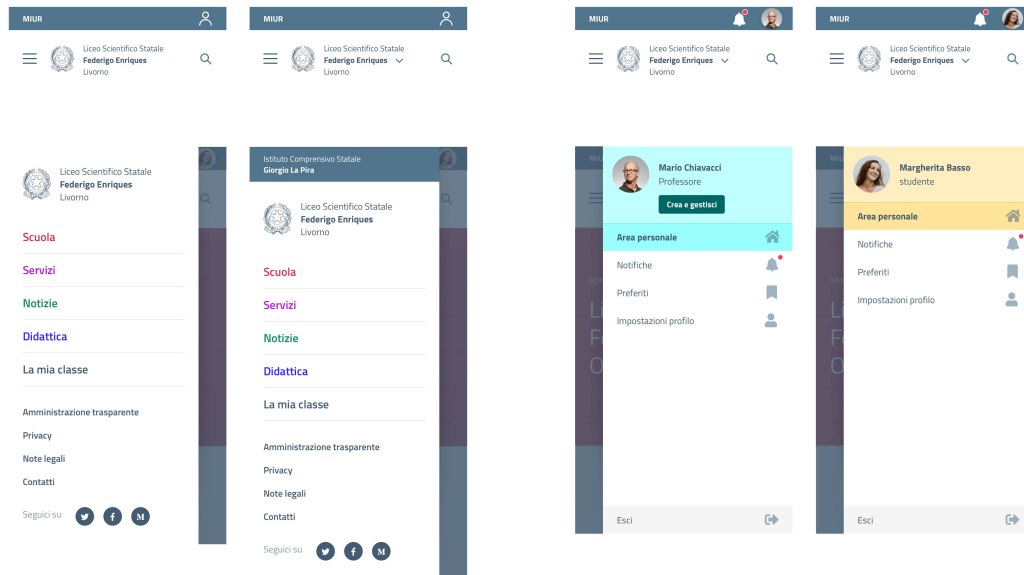 MIUR
Liceo Scientifico Statale
Federigo Enriques
Livorno
MIUR
Liceo Scientifico Statale
Federigo Enriques
Livorno
MIUR
Liceo Scientifico Statale
Federigo Enriques
Livorno
MIUR
Liceo Scientifico Statale
Federigo Enriques
Livorno
Liceo Scientifico Statale
Federigo Enriques
Livorno
Scuola
Servizi
Notizie
Didattica
La mia classe
Amministrazione trasparente
Privacy
Note legali
Contatti
Seguici su
M
Istituto Comprensivo Statale
Giorgio La Pira
Liceo Scientifico Statale
Federigo Enriques
Livorno
Scuola
Servizi
Notizie
Didattica
La mia classe
Amministrazione trasparente
Privacy
Note legali
Contatti
Seguici su
M
MIU
Li
F
O
Mario Chiavacci
Professore
Crea e gestisci
Area personale
Notifiche
Preferiti
Impostazioni profilo
Esci
MIU
Li
F
O
Margherita Basso
studente
Area personale
Notifiche
Preferiti
Impostazioni profilo
Esci